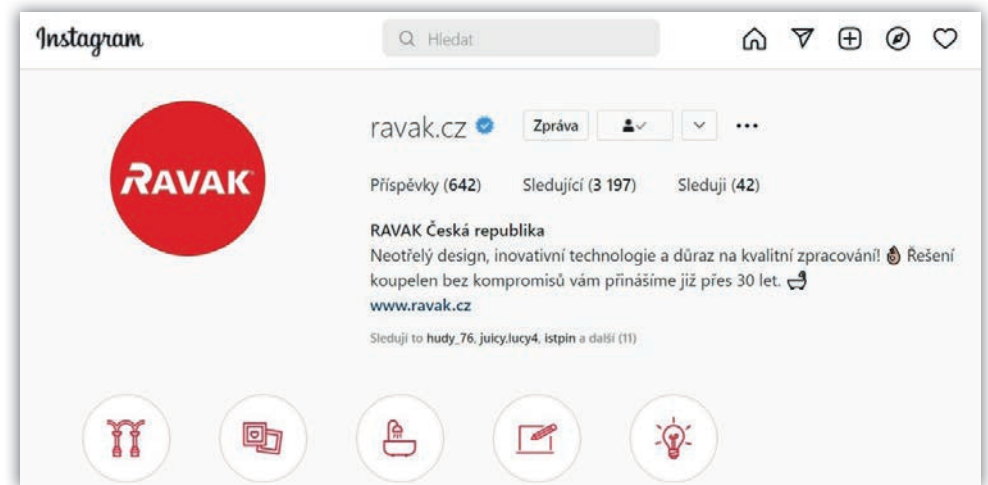 Instagram
Hledat
ravak.cz
Zpráva
RAVAK
Příspěvky (642) Sledující (3 197) Sleduji (42)
RAVAK Česká republika
Neotřelý design, inovativní technologie a důraz na kvalitní zpracování! 👌🏽 Řešení
koupelen bez kompromisů vám přinášíme již přes 30 let. 🛁
www.ravak.cz
Sledují to hudy_76, juicy.lucy4, istpin a další (11)